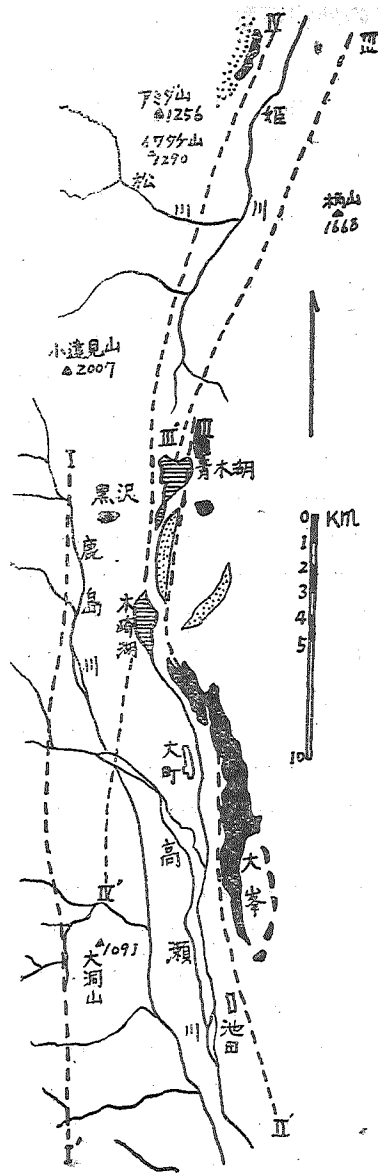 IV
III
アミダ山
1256
イワタケ山
1290
姫
川
松
川
柄山
1668
小遠見山
2007
I
III'
III
青木湖
黒沢
鹿
島
川
木崎湖
0 KM
1
2
3
4
5
10
大町
高
瀬
川
大峯
IV'
1093
大洞山
II
池田
II'
I'